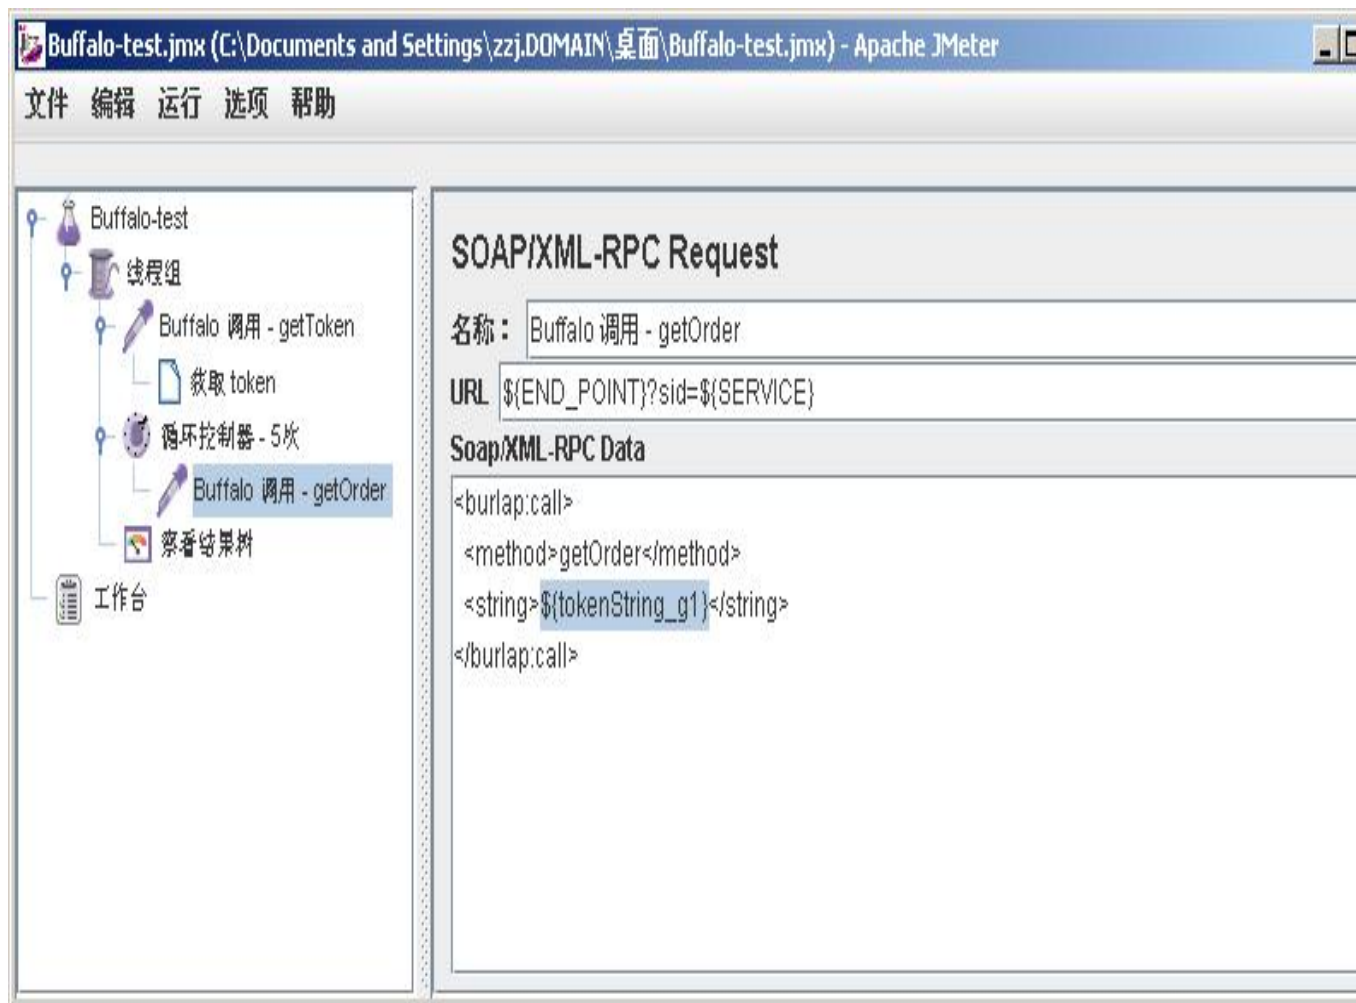 Buffalo-test.jmx (C:\Documents and Settings\zzj.DOMAIN\桌面\Buffalo-test.jmx) - Apache JMeter
文件 编辑 运行 选项 帮助
Buffalo-test
线程组
Buffalo 调用 - getToken
获取 token
循环控制器 - 5次
Buffalo 调用 - getOrder
察看结果树
工作台
SOAP/XML-RPC Request
名称： Buffalo 调用 - getOrder
URL ${END_POINT}?sid=${SERVICE}
Soap/XML-RPC Data
<burlap:call>
<method>getOrder</method>
<string>${tokenString_g1}</string>
</burlap:call>